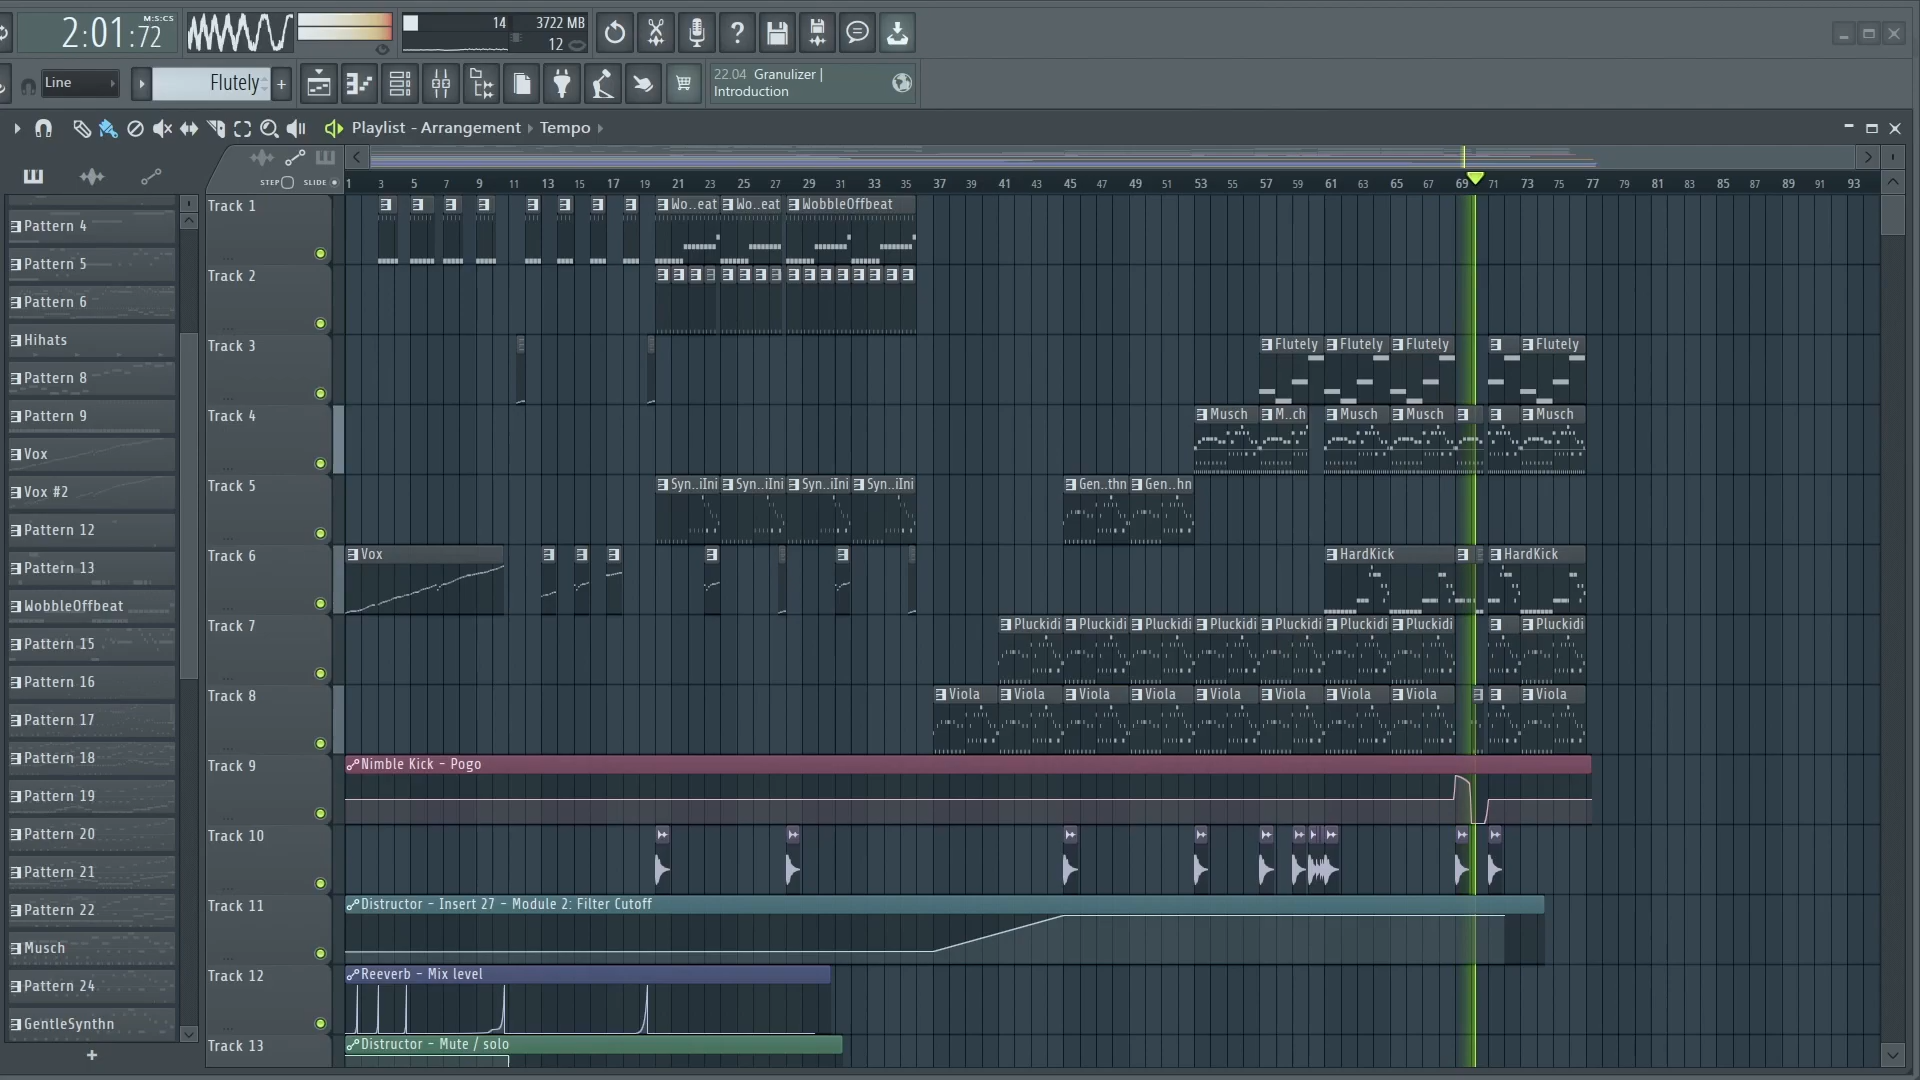 2:01:72
M:S:CS
14
3722 MB
12
Line
Flutely
22.04 Granulizer |
Introduction
Playlist - Arrangement
Tempo
STEP
SLIDE
1 3 5 7 9 11 13 15 17 19 21 23 25 27 29 31 33 35 37 39 41 43 45 47 49 51 53 55 57 59 61 63 65 67 69 71 73 75 77 79 81 83 85 87 89 91 93
Pattern 4
Pattern 5
Pattern 6
Hihats
Pattern 8
Pattern 9
Vox
Vox #2
Pattern 12
Pattern 13
WobbleOffbeat
Pattern 15
Pattern 16
Pattern 17
Pattern 18
Pattern 19
Pattern 20
Pattern 21
Pattern 22
Musch
Pattern 24
GentleSynthn
Track 1
Wo..eat Wo..eat WobbleOffbeat
Track 2
Track 3
Flutely Flutely Flutely Flutely
Track 4
Musch M..ch Musch Musch Musch
Track 5
Syn..iIni Syn..iIni Syn..iIni Syn..iIni Gen..thn Gen..hn
Track 6
Vox HardKick HardKick
Track 7
Pluckidi Pluckidi Pluckidi Pluckidi Pluckidi Pluckidi Pluckidi Pluckidi
Track 8
Viola Viola Viola Viola Viola Viola Viola Viola Viola
Track 9
Nimble Kick - Pogo
Track 10
Track 11
Distructor - Insert 27 - Module 2: Filter Cutoff
Track 12
Reeverb - Mix level
Track 13
Distructor - Mute / solo